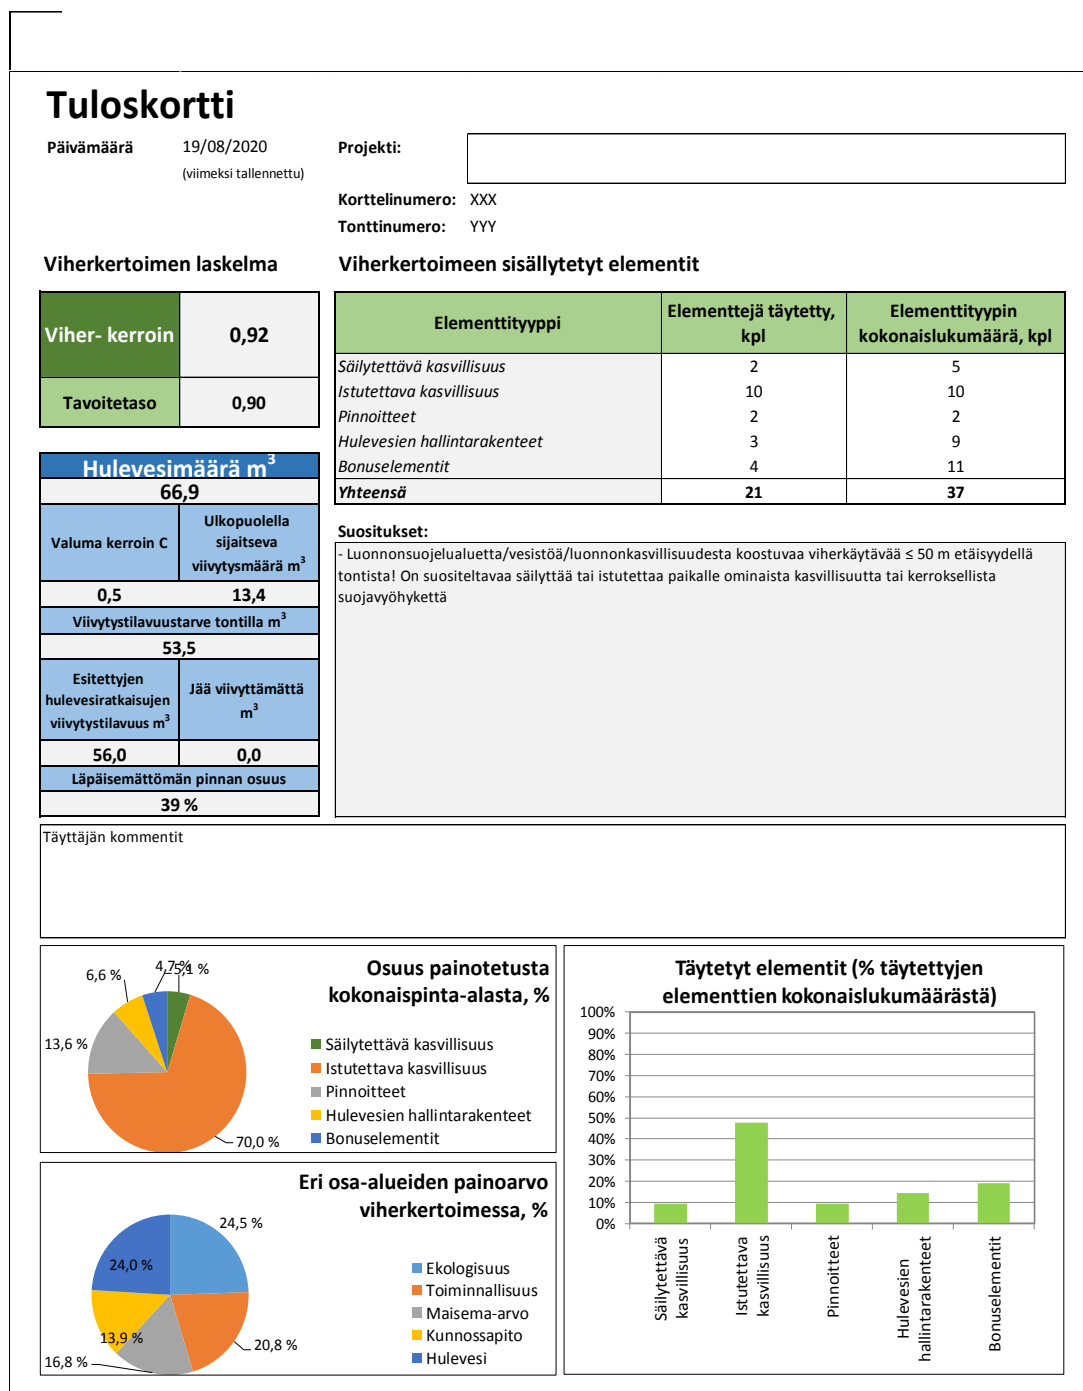 Tuloskortti
Päivämäärä 19/08/2020 Projekti:
(viimeksi tallennettu)
Korttelinumero: XXX
Tonttinumero: YYY
Viherkertoimen laskelma
Viher- kerroin 0,92
Tavoitetaso 0,90
Hulevesimäärä m³
66,9
Valuma kerroin C
Ulkopuolella
sijaitseva
viivytysmäärä m³
0,5 13,4
Viivytystilavuustarve tontilla m³
53,5
Esitettyjen
hulevesiratkaisujen
viivytystilavuus m³
Jää viivyttämättä
m³
56,0 0,0
Läpäisemättömän pinnan osuus
39 %
Viherkertoimeen sisällytetyt elementit
Elementtityyppi
Elementtejä täytetty,
kpl
Elementtityypin
kokonaislukumäärä, kpl
Säilytettävä kasvillisuus 2 5
Istutettava kasvillisuus 10 10
Pinnoitteet 2 2
Hulevesien hallintarakenteet 3 9
Bonuselementit 4 11
Yhteensä 21 37
Suositukset:
- Luonnonsuojelualuetta/vesistöä/luonnonkasvillisuudesta koostuvaa viherkäytävää ≤ 50 m etäisyydellä
tontista! On suositeltavaa säilyttää tai istutettaa paikalle ominaista kasvillisuutta tai kerroksellista
suojavyöhykettä
Täyttäjän kommentit
Osuus painotetusta
kokonaispinta-alasta, %
6,6 %
4,7 %
5,1 %
13,6 %
70,0 %
Säilytettävä kasvillisuus
Istutettava kasvillisuus
Pinnoitteet
Hulevesien hallintarakenteet
Bonuselementit
Eri osa-alueiden painoarvo
viherkertoimessa, %
24,5 %
24,0 %
13,9 %
16,8 %
20,8 %
Ekologisuus
Toiminnallisuus
Maisema-arvo
Kunnossapito
Hulevesi
Täytetyt elementit (% täytettyjen
elementtien kokonaislukumäärästä)
100%
90%
80%
70%
60%
50%
40%
30%
20%
10%
0%
Säilytettävä
kasvillisuus
Istutettava
kasvillisuus
Pinnoitteet
Hulevesien
hallintarakenteet
Bonuselementit